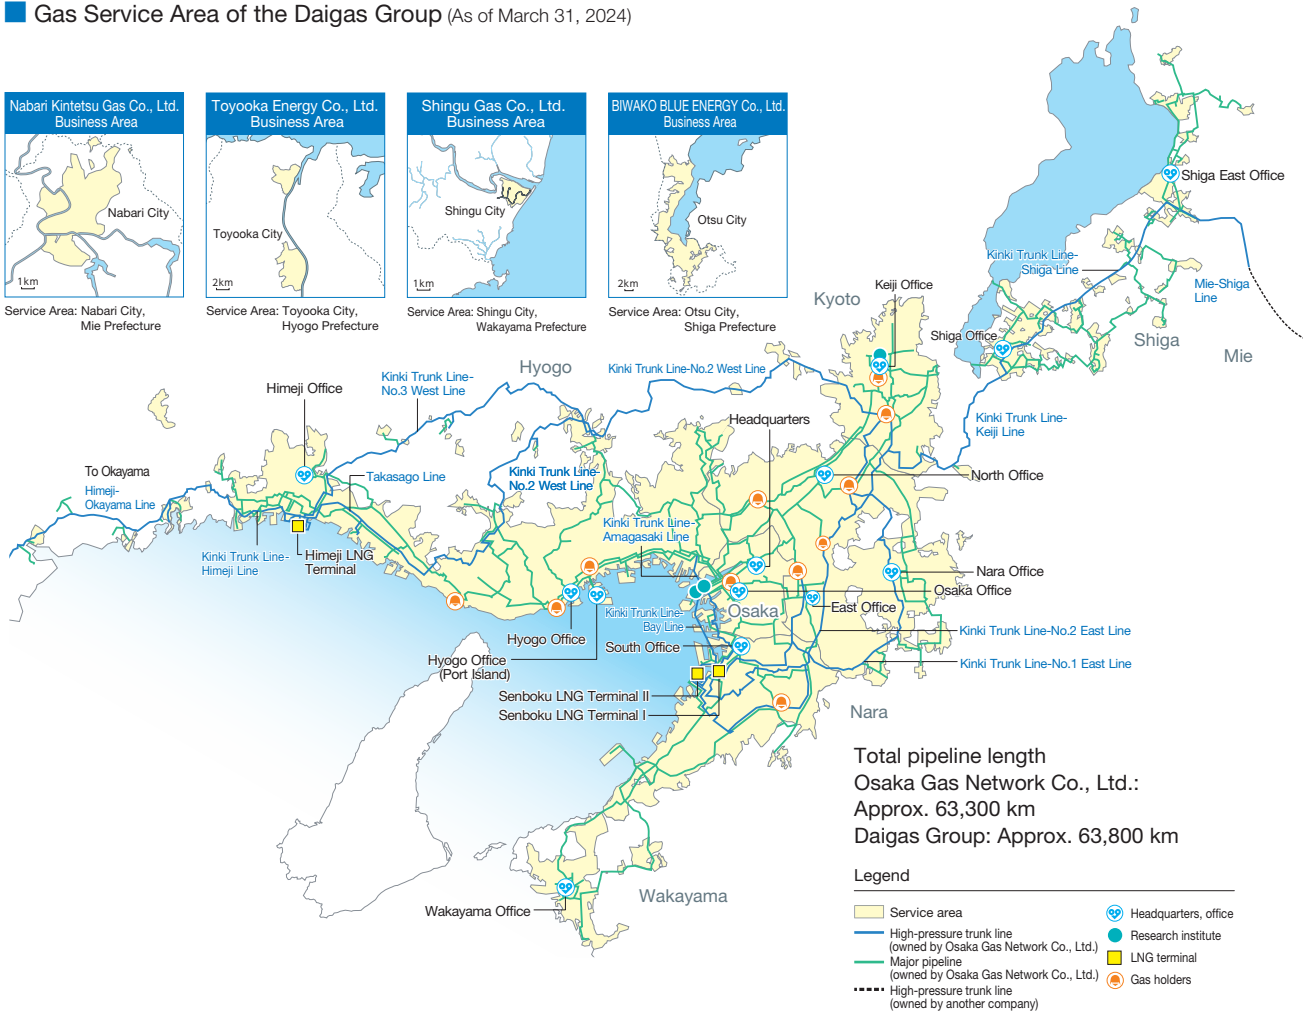 Gas Service Area of the Daigas Group (As of March 31, 2024)
Nabari Kintetsu Gas Co., Ltd.
Business Area
Nabari City
1km
Service Area: Nabari City,
Mie Prefecture
Toyooka Energy Co., Ltd.
Business Area
Toyooka City
2km
Service Area: Toyooka City,
Hyogo Prefecture
Shingu Gas Co., Ltd.
Business Area
Shingu City
1km
Service Area: Shingu City,
Wakayama Prefecture
BIWAKO BLUE ENERGY Co., Ltd.
Business Area
Otsu City
2km
Service Area: Otsu City,
Shiga Prefecture
Shiga East Office
Kinki Trunk Line-
Shiga Line
Mie-Shiga
Line
Keiji Office
Kyoto
Shiga Office
Shiga
Mie
Hyogo
Kinki Trunk Line-No.2 West Line
Kinki Trunk Line-
No.3 West Line
Himeji Office
Headquarters
Kinki Trunk Line-
Keiji Line
To Okayama
Himeji-
Okayama Line
Takasago Line
Kinki Trunk Line-
No.2 West Line
North Office
Kinki Trunk Line-
Amagasaki Line
Kinki Trunk Line-
Himeji Line
Himeji LNG
Terminal
Nara Office
Osaka Office
East Office
Osaka
Kinki Trunk Line-
Bay Line
Kinki Trunk Line-No.2 East Line
Hyogo Office
South Office
Hyogo Office
(Port Island)
Kinki Trunk Line-No.1 East Line
Senboku LNG Terminal II
Senboku LNG Terminal I
Nara
Total pipeline length
Osaka Gas Network Co., Ltd.:
Approx. 63,300 km
Daigas Group: Approx. 63,800 km
Wakayama
Wakayama Office
Legend
Service area
High-pressure trunk line
(owned by Osaka Gas Network Co., Ltd.)
Major pipeline
(owned by Osaka Gas Network Co., Ltd.)
High-pressure trunk line
(owned by another company)
Headquarters, office
Research institute
LNG terminal
Gas holders